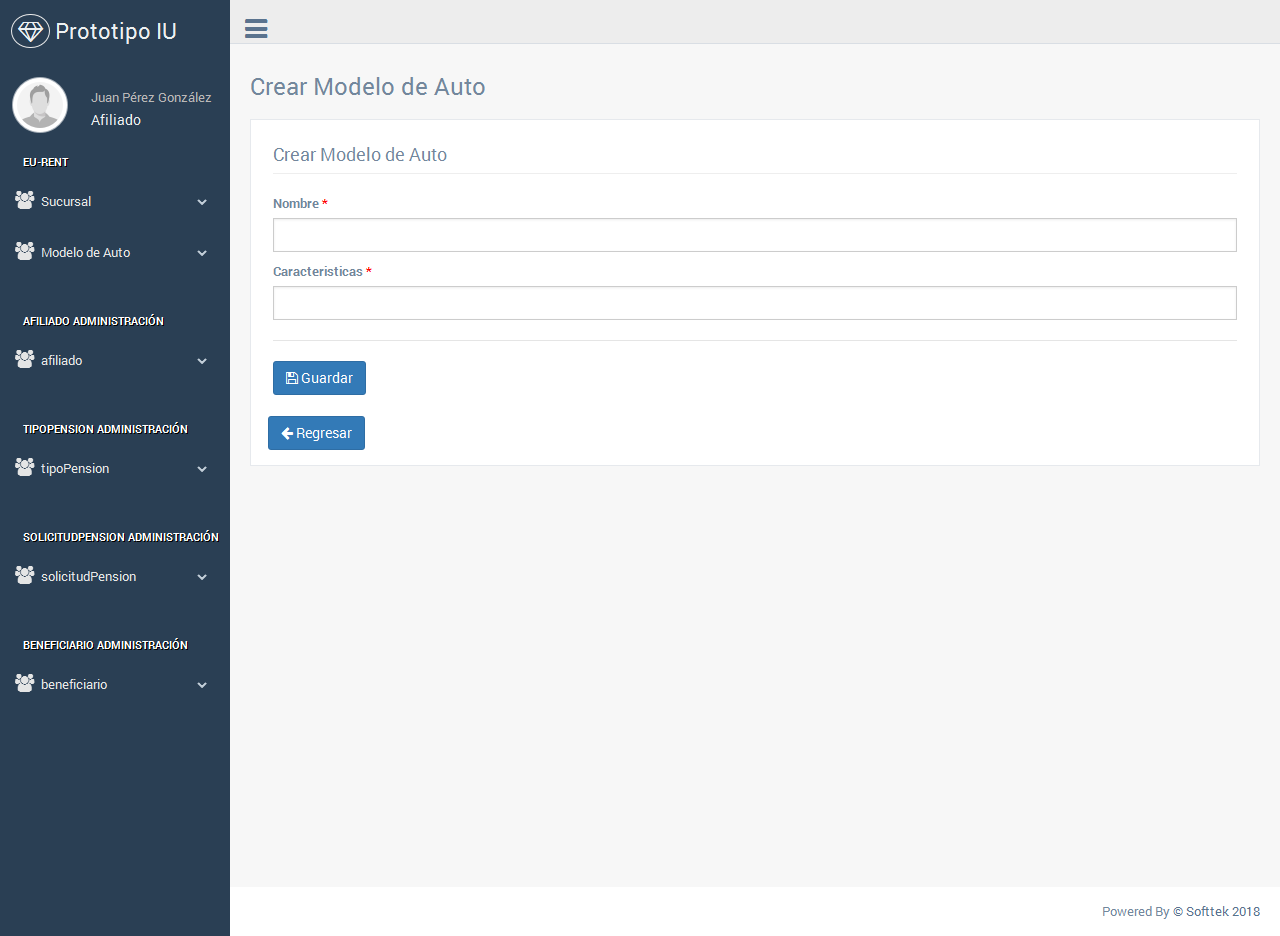 Prototipo IU
Juan Pérez González
Afiliado
EU-RENT
Sucursal
Modelo de Auto
AFILIADO ADMINISTRACIÓN
afiliado
TIPOPENSION ADMINISTRACIÓN
tipoPension
SOLICITUDPENSION ADMINISTRACIÓN
solicitudPension
BENEFICIARIO ADMINISTRACIÓN
beneficiario
Crear Modelo de Auto
Crear Modelo de Auto
Nombre *
Caracteristicas *
Guardar
Regresar
Powered By © Softtek 2018